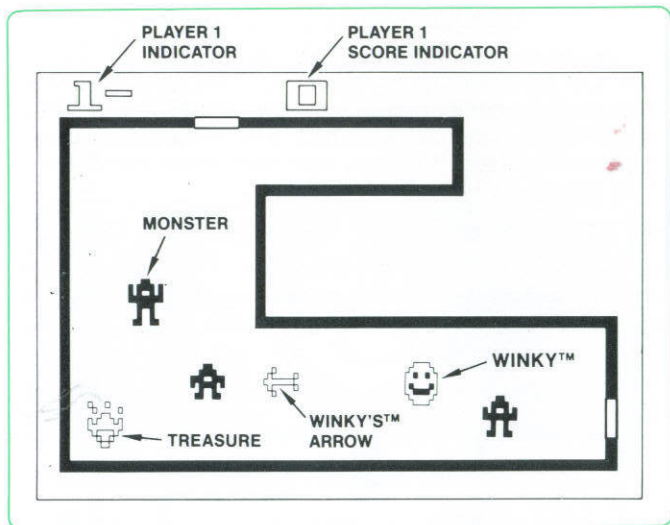 PLAYER 1
INDICATOR
PLAYER 1
SCORE INDICATOR
1-
0
MONSTER
WINKY™
WINKY'S™
ARROW
TREASURE